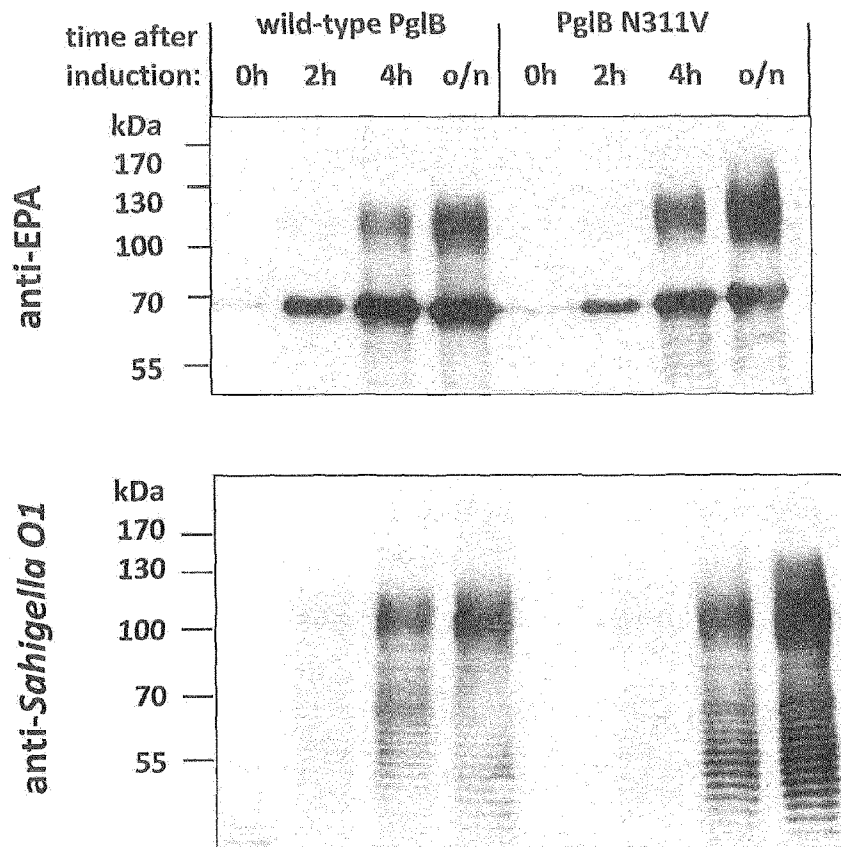 time after wild-type PglB PglB N311V
induction: 0h 2h 4h o/n 0h 2h 4h o/n
kDa
170
130
100
70
55
anti-EPA
kDa
170
130
100
70
55
anti-Sahigella O1